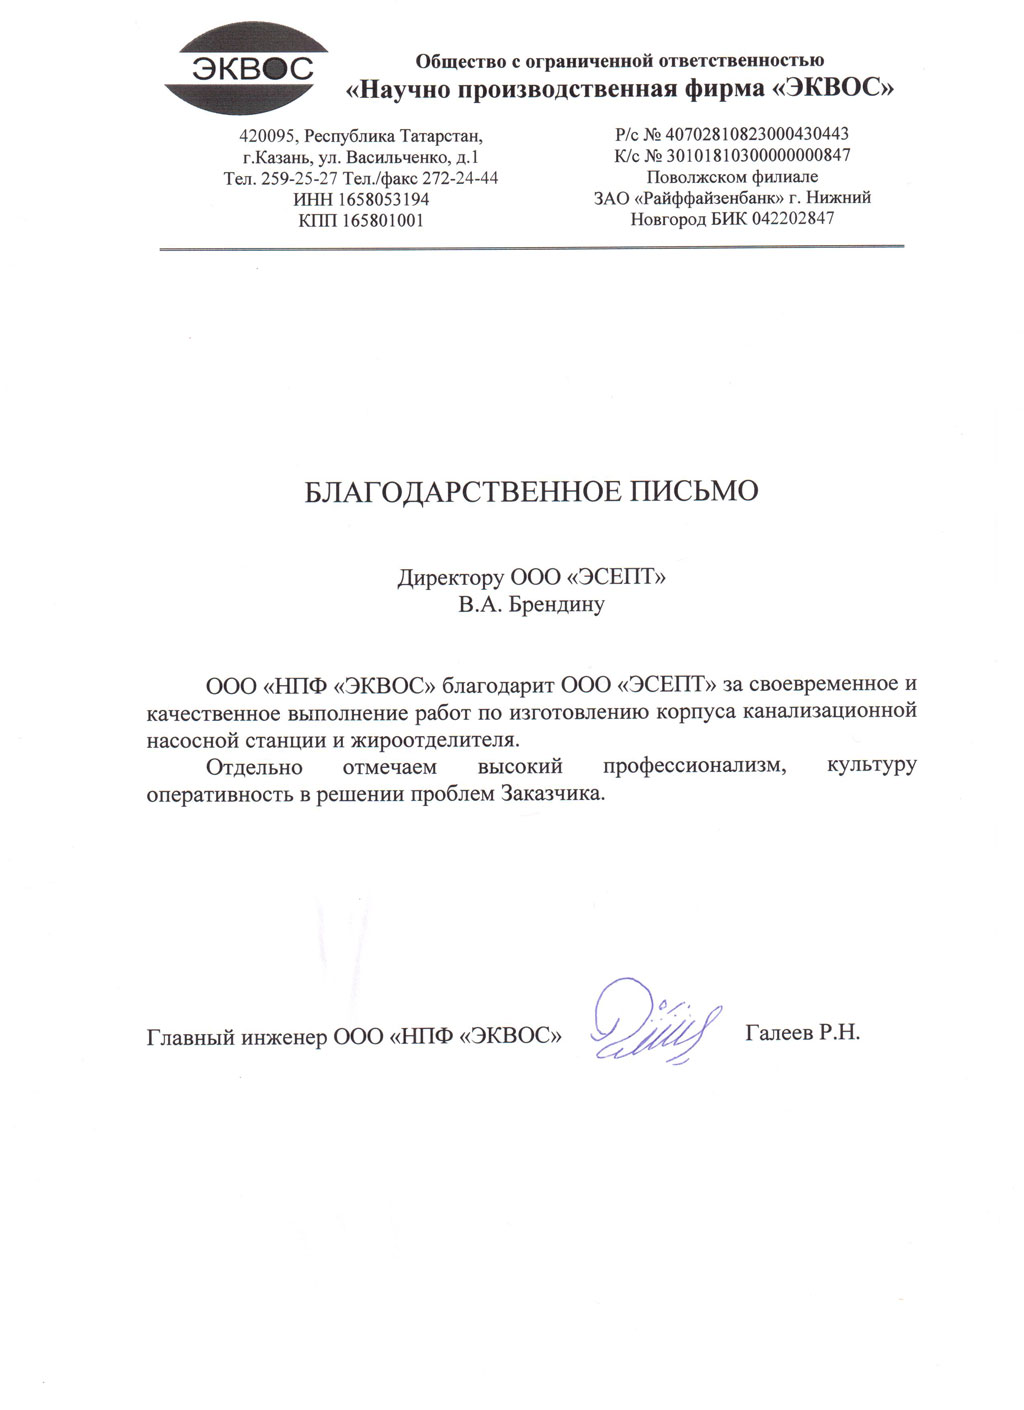 ЭКВОС
Общество с ограниченной ответственностью
«Научно производственная фирма «ЭКВОС»
420095, Республика Татарстан,
г.Казань, ул. Васильченко, д.1
Тел. 259-25-27 Тел./факс 272-24-44
ИНН 1658053194
КПП 165801001
Р/с № 40702810823000430443
К/с № 30101810300000000847
Поволжском филиале
ЗАО «Райффайзенбанк» г. Нижний
Новгород БИК 042202847
БЛАГОДАРСТВЕННОЕ ПИСЬМО
Директору ООО «ЭСЕПТ»
В.А. Брендину
ООО «НПФ «ЭКВОС» благодарит ООО «ЭСЕПТ» за своевременное и
качественное выполнение работ по изготовлению корпуса канализационной
насосной станции и жироотделителя.
Отдельно отмечаем высокий профессионализм, культуру
оперативность в решении проблем Заказчика.
Главный инженер ООО «НПФ «ЭКВОС» Галеев Р.Н.